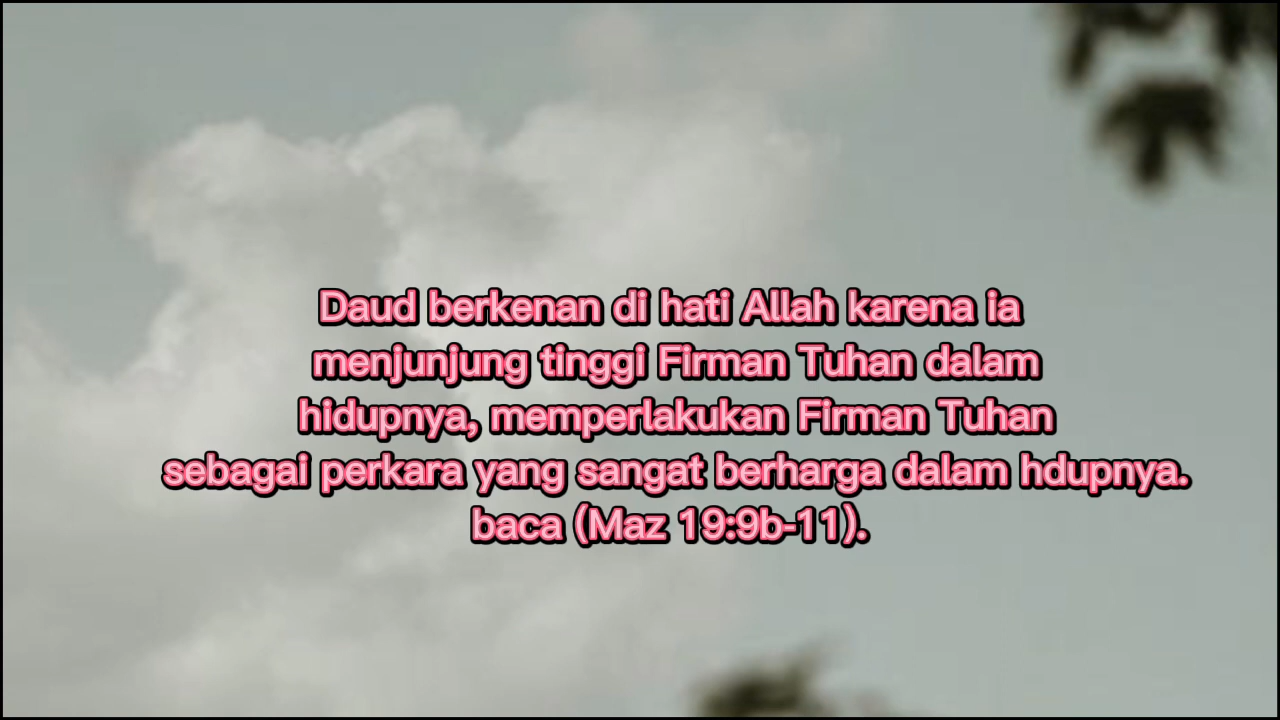 Daud berkenan di hati Allah karena ia
menjunjung tinggi Firman Tuhan dalam
hidupnya, memperlakukan Firman Tuhan
sebagai perkara yang sangat berharga dalam hdupnya.
baca (Maz 19:9b-11).